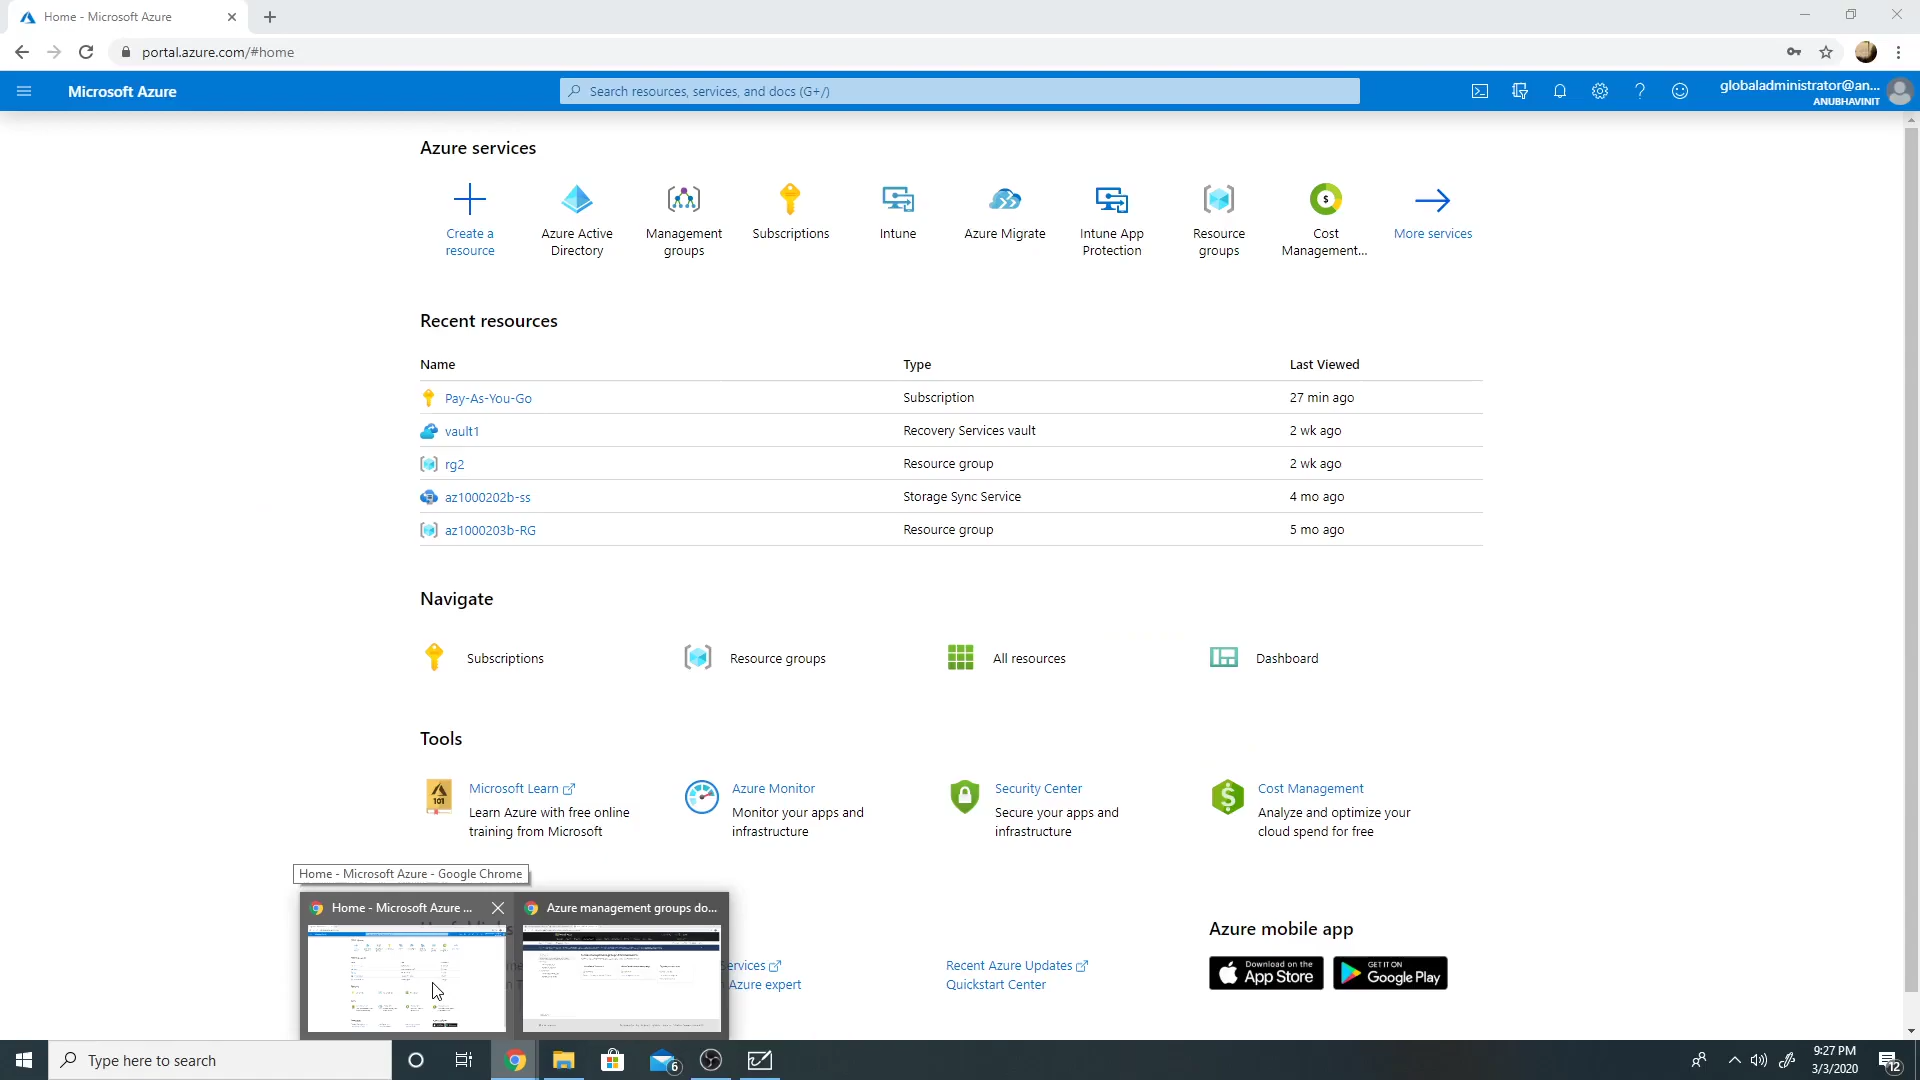 Home - Microsoft Azure
portal.azure.com/#home
Microsoft Azure
Search resources, services, and docs (G+/)
globaladministrator@an...
ANUBHAVINIT
Azure services
Create a
resource
Azure Active
Directory
Management
groups
Subscriptions
Intune
Azure Migrate
Intune App
Protection
Resource
groups
Cost
Management...
More services
Recent resources
Name Type Last Viewed
Pay-As-You-Go Subscription 27 min ago
vault1 Recovery Services vault 2 wk ago
rg2 Resource group 2 wk ago
az1000202b-ss Storage Sync Service 4 mo ago
az1000203b-RG Resource group 5 mo ago
Navigate
Subscriptions Resource groups All resources Dashboard
Tools
101
Microsoft Learn
Learn Azure with free online
training from Microsoft
Azure Monitor
Monitor your apps and
infrastructure
Security Center
Secure your apps and
infrastructure
Cost Management
Analyze and optimize your
cloud spend for free
Home - Microsoft Azure - Google Chrome
Home - Microsoft Azure ...
Azure management groups do...
Services
Azure expert
Recent Azure Updates
Quickstart Center
Azure mobile app
Download on the
App Store
GET IT ON
Google Play
Type here to search
6
9:27 PM
3/3/2020
12